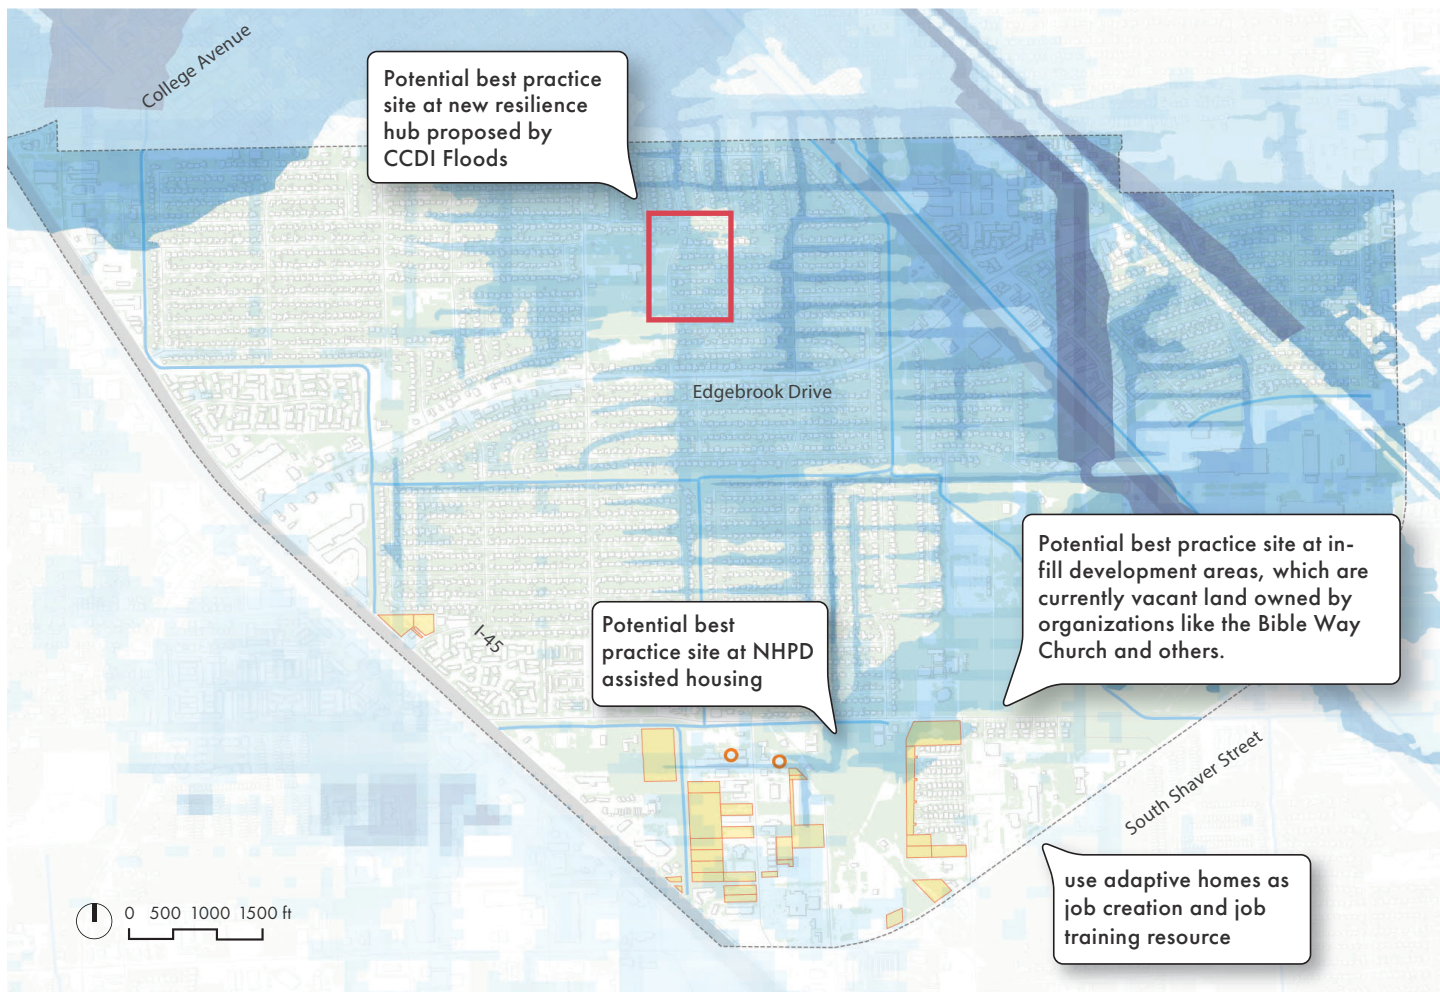 College Avenue
Potential best practice
site at new resilience
hub proposed by
CCDI Floods
Edgebrook Drive
Potential best practice site at in-
fill development areas, which are
currently vacant land owned by
organizations like the Bible Way
Church and others.
I-45
Potential best
practice site at NHPD
assisted housing
South Shaver Street
use adaptive homes as
job creation and job
training resource
0 500 1000 1500 ft